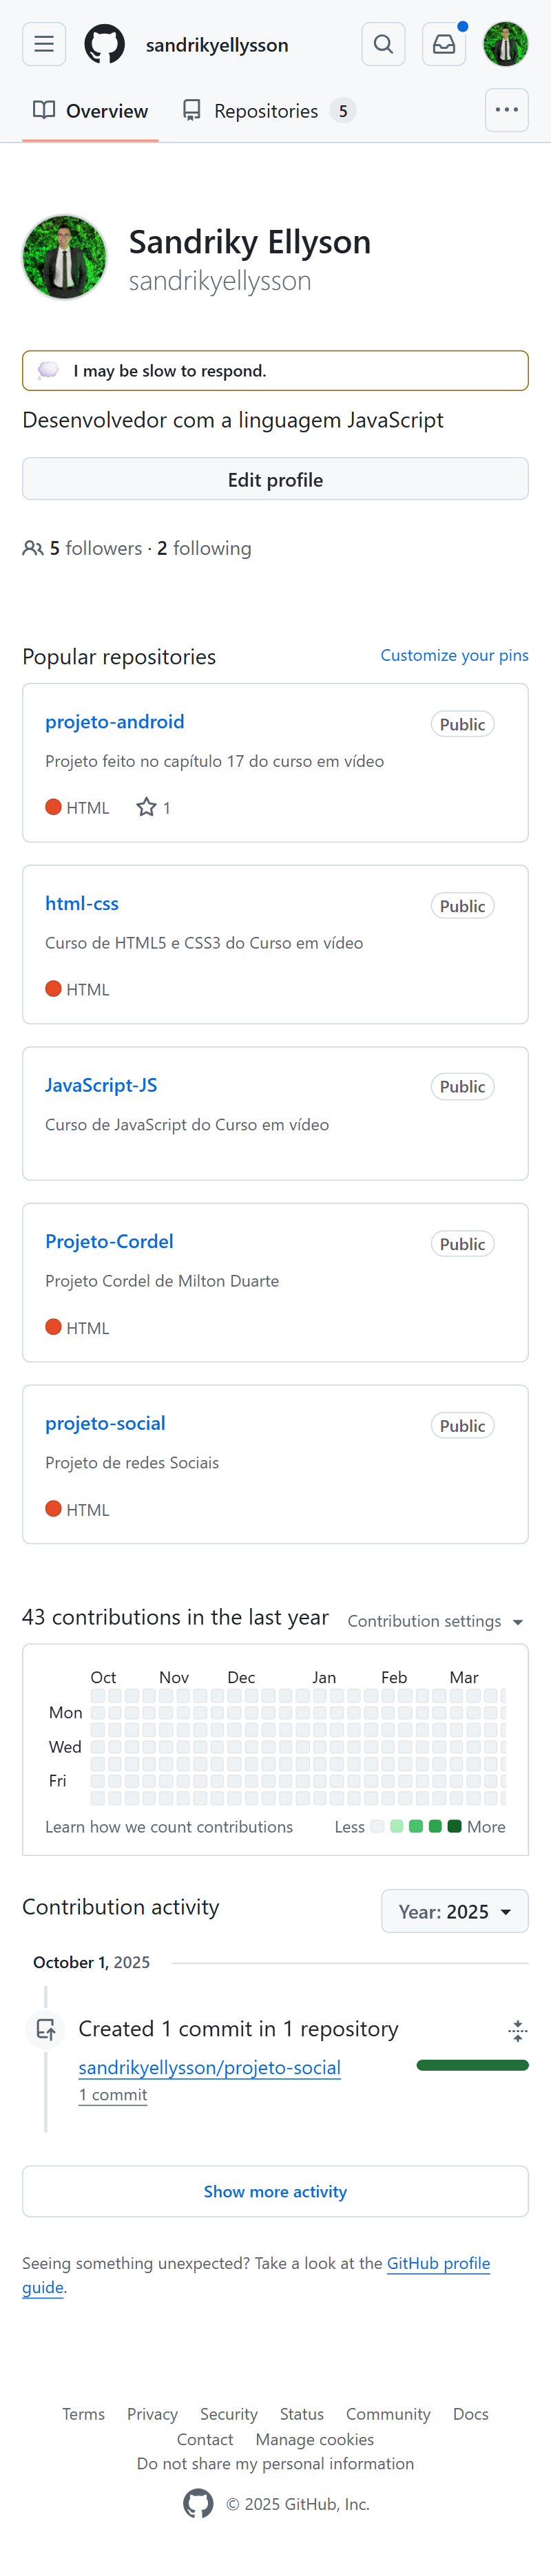 sandrikyellysson
Overview
Repositories 5
Sandriky Ellyson
sandrikyellysson
I may be slow to respond.
Desenvolvedor com a linguagem JavaScript
Edit profile
5 followers · 2 following
Popular repositories
Customize your pins
projeto-android
Public
Projeto feito no capítulo 17 do curso em vídeo
HTML
1
html-css
Public
Curso de HTML5 e CSS3 do Curso em vídeo
HTML
JavaScript-JS
Public
Curso de JavaScript do Curso em vídeo
Projeto-Cordel
Public
Projeto Cordel de Milton Duarte
HTML
projeto-social
Public
Projeto de redes Sociais
HTML
43 contributions in the last year
Contribution settings
Oct Nov Dec Jan Feb Mar
Mon
Wed
Fri
Learn how we count contributions
Less
More
Contribution activity
Year: 2025
October 1, 2025
Created 1 commit in 1 repository
sandrikyellysson/projeto-social
1 commit
Show more activity
Seeing something unexpected? Take a look at the GitHub profile
guide.
Terms Privacy Security Status Community Docs
Contact Manage cookies
Do not share my personal information
© 2025 GitHub, Inc.